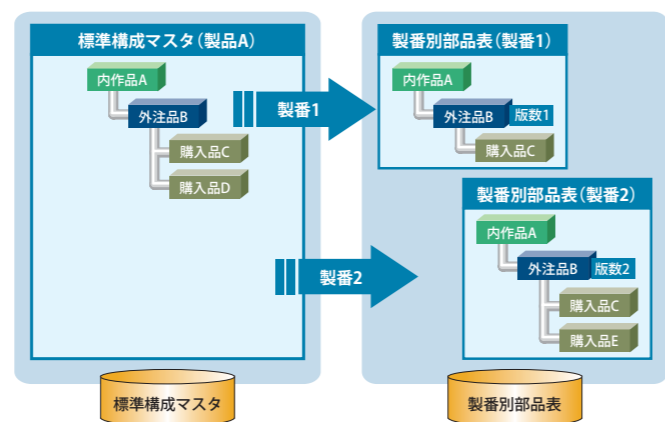 標準構成マスタ(製品A)
内作品A
外注品B
購入品C
購入品D
製番1
製番2
製番別部品表(製番1)
内作品A
外注品B 版数1
購入品C
製番別部品表(製番2)
内作品A
外注品B 版数2
購入品C
購入品E
標準構成マスタ
製番別部品表